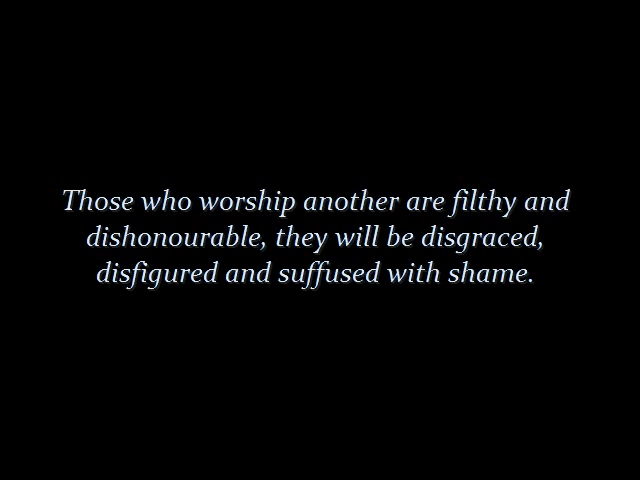 Those who worship another are filthy and
dishonourable, they will be disgraced,
disfigured and suffused with shame.